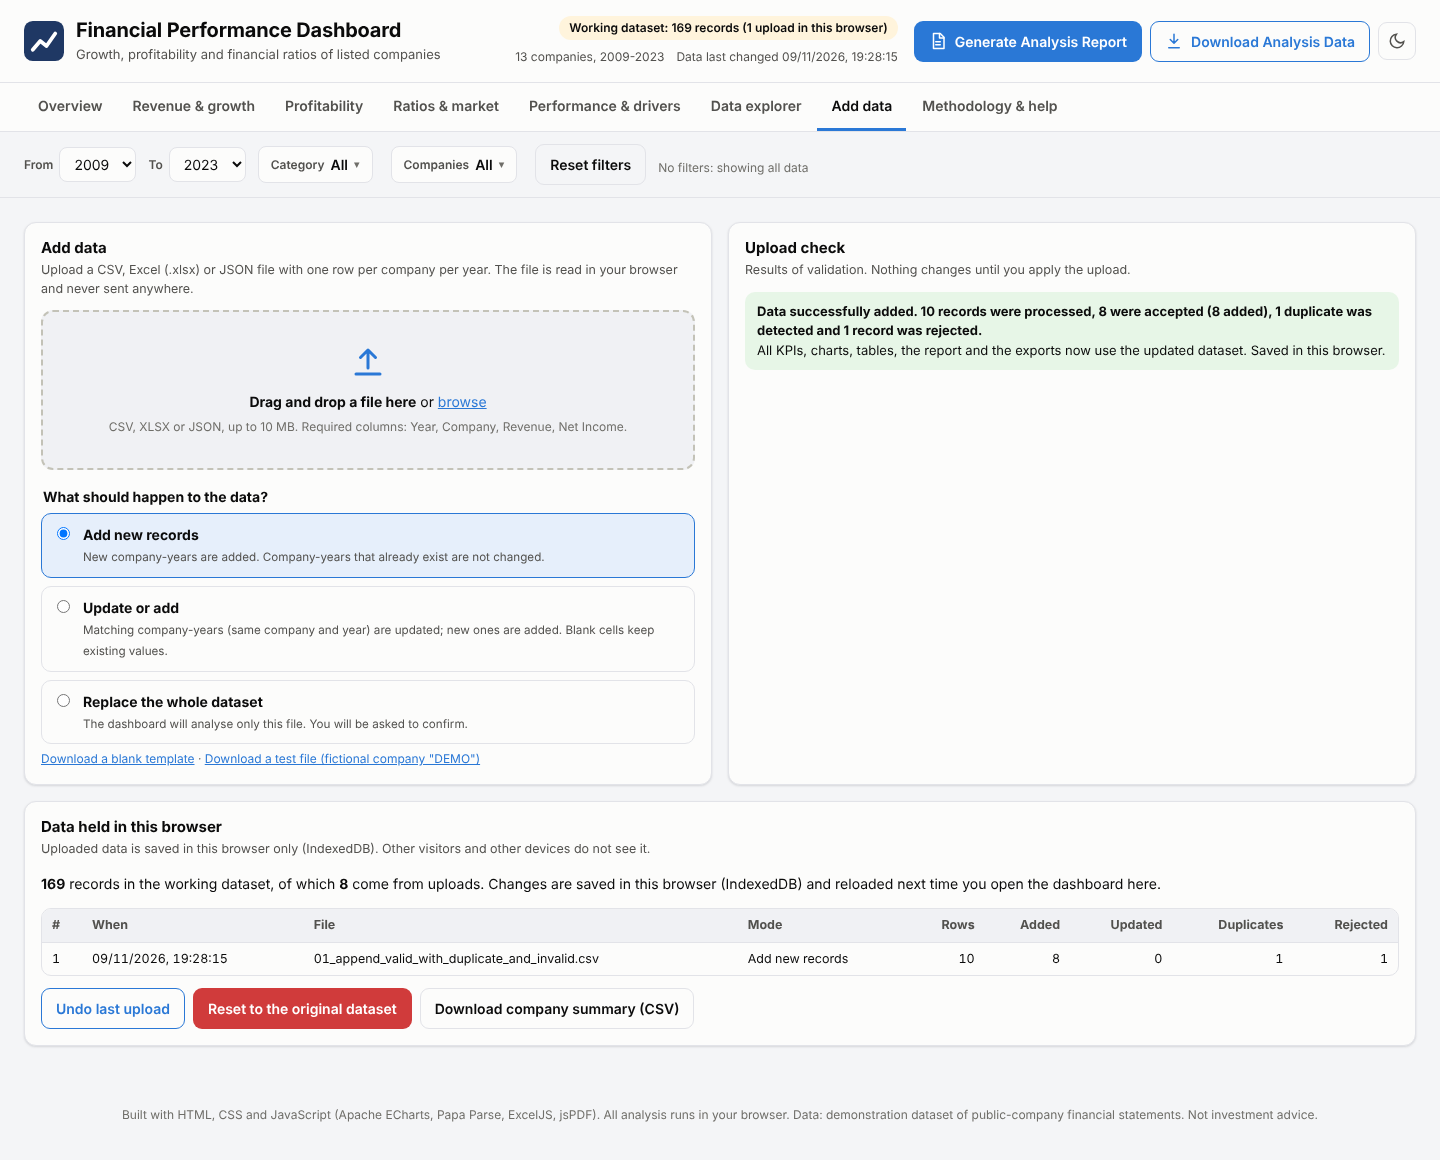 Financial Performance Dashboard
Growth, profitability and financial ratios of listed companies
Working dataset: 169 records (1 upload in this browser)
13 companies, 2009-2023 Data last changed 09/11/2026, 19:28:15
Generate Analysis Report
Download Analysis Data
Overview Revenue & growth Profitability Ratios & market Performance & drivers Data explorer Add data Methodology & help
From 2009 To 2023 Category All ▾ Companies All ▾ Reset filters No filters: showing all data
Add data
Upload a CSV, Excel (.xlsx) or JSON file with one row per company per year. The file is read in your browser
and never sent anywhere.
Drag and drop a file here or browse
CSV, XLSX or JSON, up to 10 MB. Required columns: Year, Company, Revenue, Net Income.
What should happen to the data?
Add new records
New company-years are added. Company-years that already exist are not changed.
Update or add
Matching company-years (same company and year) are updated; new ones are added. Blank cells keep
existing values.
Replace the whole dataset
The dashboard will analyse only this file. You will be asked to confirm.
Download a blank template · Download a test file (fictional company "DEMO")
Upload check
Results of validation. Nothing changes until you apply the upload.
Data successfully added. 10 records were processed, 8 were accepted (8 added), 1 duplicate was
detected and 1 record was rejected.
All KPIs, charts, tables, the report and the exports now use the updated dataset. Saved in this browser.
Data held in this browser
Uploaded data is saved in this browser only (IndexedDB). Other visitors and other devices do not see it.
169 records in the working dataset, of which 8 come from uploads. Changes are saved in this browser (IndexedDB) and reloaded next time you open the dashboard here.
# When File Mode Rows Added Updated Duplicates Rejected
1 09/11/2026, 19:28:15 01_append_valid_with_duplicate_and_invalid.csv Add new records 10 8 0 1 1
Undo last upload Reset to the original dataset Download company summary (CSV)
Built with HTML, CSS and JavaScript (Apache ECharts, Papa Parse, ExcelJS, jsPDF). All analysis runs in your browser. Data: demonstration dataset of public-company financial statements. Not investment advice.